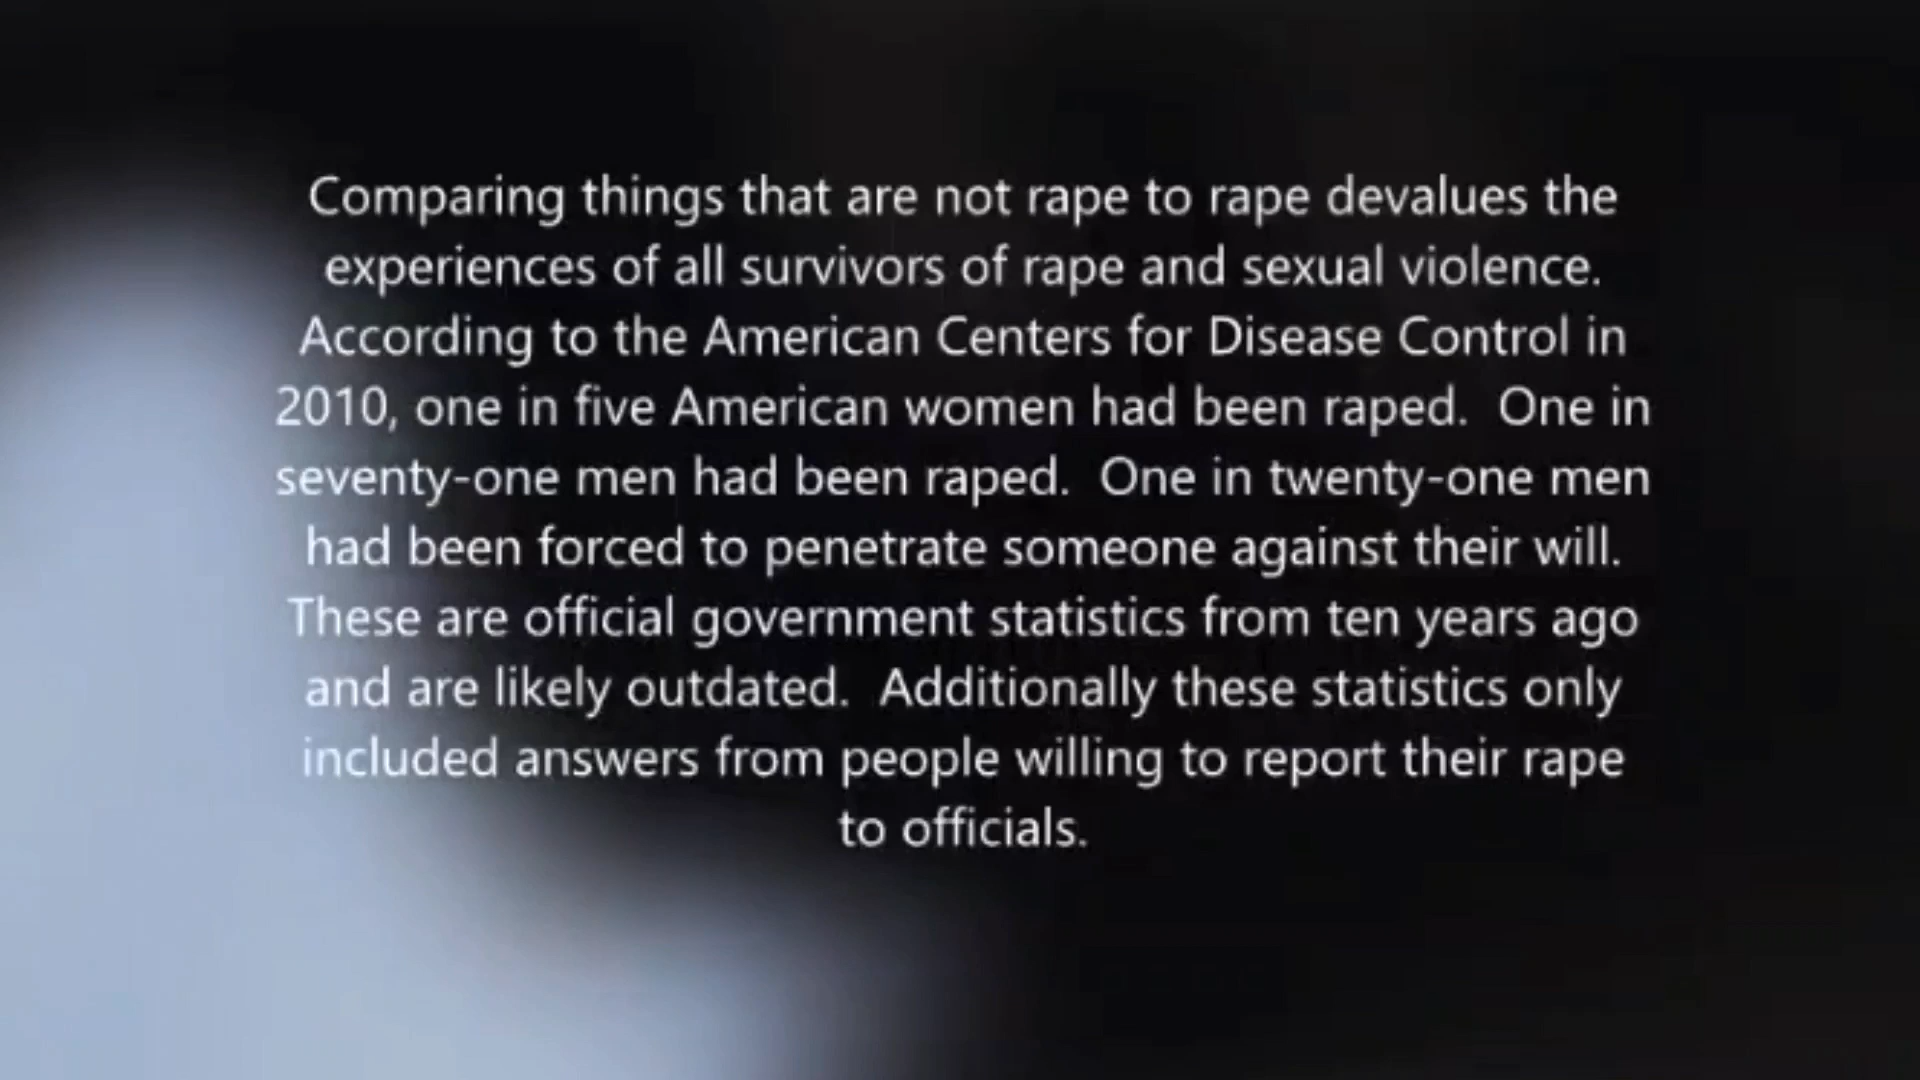 Comparing things that are not rape to rape devalues the
experiences of all survivors of rape and sexual violence.
According to the American Centers for Disease Control in
2010, one in five American women had been raped.  One in
seventy-one men had been raped.  One in twenty-one men
had been forced to penetrate someone against their will.
These are official government statistics from ten years ago
and are likely outdated.  Additionally these statistics only
included answers from people willing to report their rape
to officials.